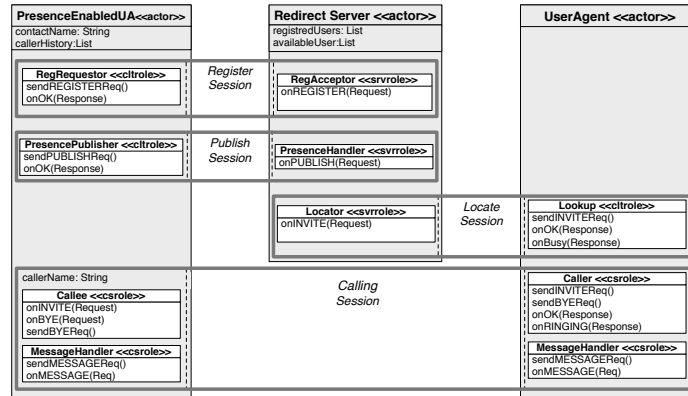 PresenceEnabledUA<<actor>>
contactName: String
callerHistory:List
Redirect Server <<actor>>
registredUsers: List
availableUser:List
UserAgent <<actor>>
RegRequestor <<cltrole>>
sendREGISTERReq()
onOK(Response)
Register
Session
RegAcceptor <<srvrole>>
onREGISTER(Request)
PresencePublisher <<cltrole>>
sendPUBLISHReq()
onOK(Response)
Publish
Session
PresenceHandler <<svrrole>>
onPUBLISH(Request)
Locator <<svrrole>>
onINVITE(Request)
Locate
Session
Lookup <<cltrole>>
sendINVITEReq()
onOK(Response)
onBusy(Response)
callerName: String
Callee <<csrole>>
onINVITE(Request)
onBYE(Request)
sendBYEReq()
Calling
Session
Caller <<csrole>>
sendINVITEReq()
sendBYEReq()
onOK(Response)
onRINGING(Response)
MessageHandler <<csrole>>
sendMESSAGEReq()
onMESSAGE(Req)
MessageHandler <<csrole>>
sendMESSAGEReq()
onMESSAGE(Req)